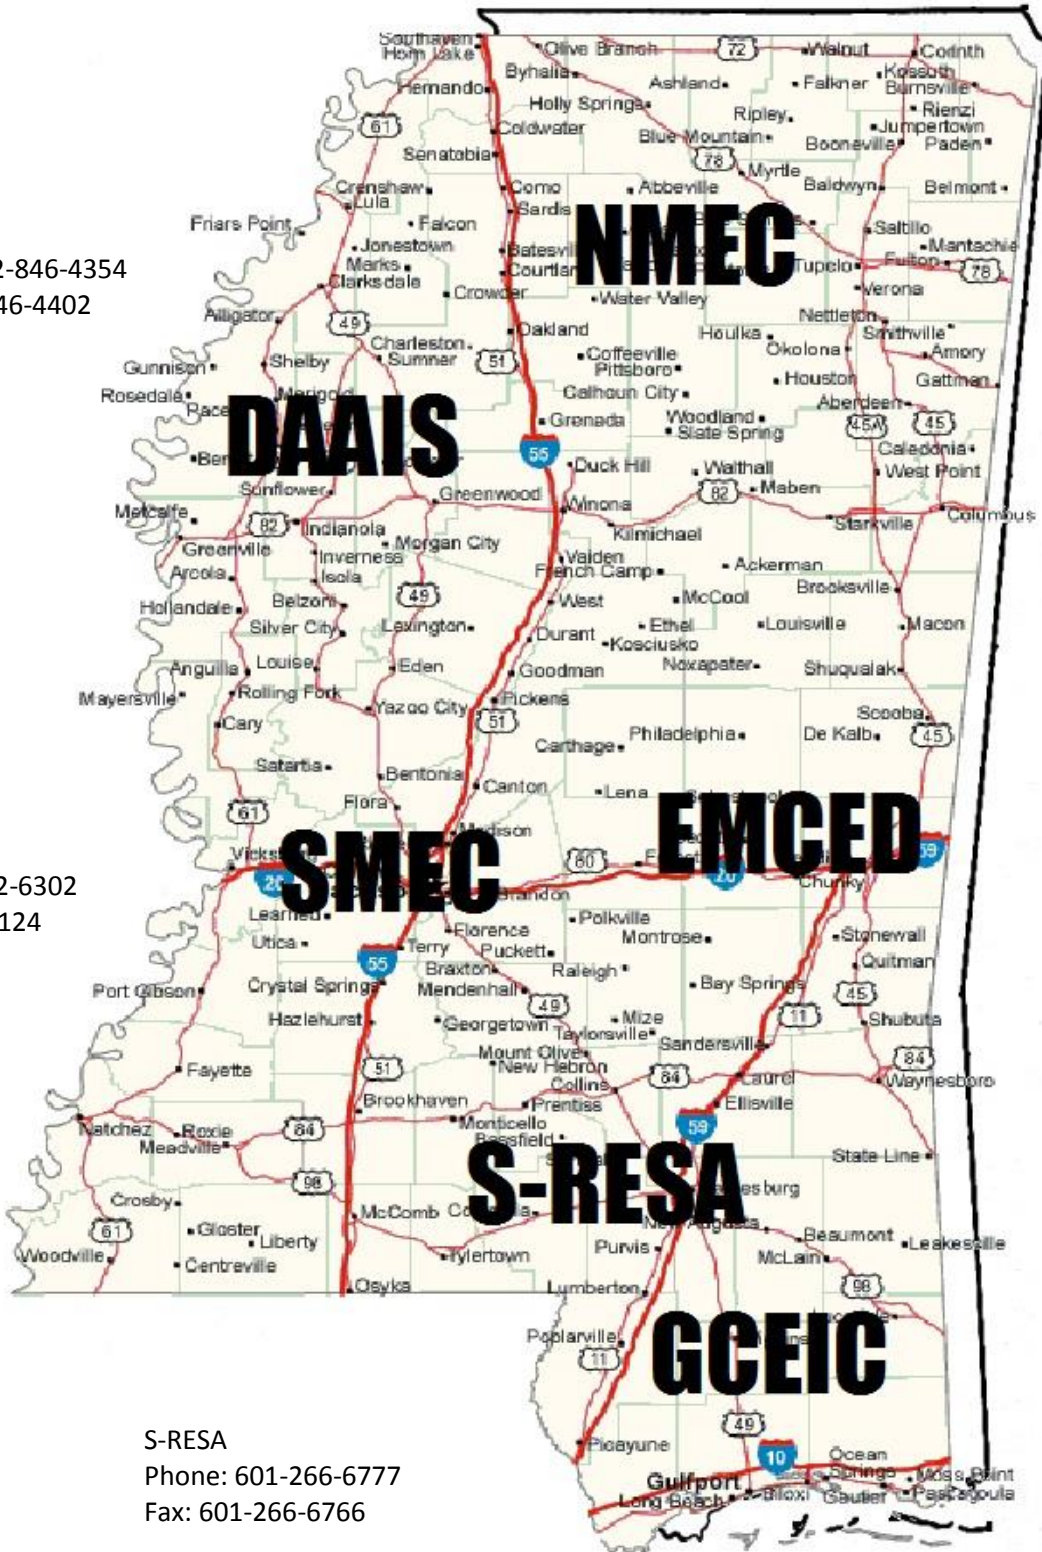 Southaven
Horn Lake
Olive Branch
72
Walnut
Corinth
Byhalia
Ashland
Falkner
Kossuth
Burnsville
Hernando
Holly Springs
Ripley
Rienzi
61
Coldwater
Blue Mountain
Jumpertown
Booneville
Paden
Senatobia
78
Myrtle
Crenshaw
Como
Abbeville
Baldwyn
Belmont
Lula
Sardis
Friars Point
Falcon
NMEC
Saltillo
Jonestown
Mantachie
2-846-4354
Marks
Courtlan
Tupelo
Fulton
78
46-4402
Clarksdale
Crowder
Water Valley
Verona
Alligator
49
Oakland
Houlka
Nettleton
Smithville
Charleston
Sumner
51
Coffeeville
Pittsboro
Okolona
Amory
Gunnison
Shelby
Houston
Gattman
Rosedale
Merigold
Calhoun City
Aberdeen
Pace
DAAIS
Grenada
Woodland
Slate Spring
45A
45
55
Duck Hill
Walthall
Caledonia
West Point
Sunflower
Greenwood
82
Maben
Metcalfe
82
Indianola
Winona
Kilmichael
Starkville
Columbus
Greenville
Inverness
Morgan City
Vaiden
French Camp
Ackerman
Arcola
Isola
49
Brooksville
Hollandale
Belzoni
West
McCool
Silver City
Lexington
Durant
Ethel
Louisville
Macon
Kosciusko
Anguilla
Louise
Eden
Goodman
Noxapater
Shuqualak
Mayersville
Rolling Fork
Yazoo City
Pickens
51
Scooba
Cary
Carthage
Philadelphia
De Kalb
45
Satartia
Bentonia
Canton
Lena
61
Flora
Madison
EMCED
Vicks
SMEC
80
59
20
20
Chunky
2-6302
Brandon
124
Learned
Florence
Polkville
Utica
Terry
Puckett
Montrose
Stonewall
55
Braxton
Raleigh
Quitman
Port Gibson
Crystal Springs
Mendenhall
Bay Springs
45
49
11
Hazlehurst
Georgetown
Mize
Taylorsville
Shubuta
Sandersville
Mount Olive
84
Fayette
51
New Hebron
Collins
84
Laurel
Waynesboro
Brookhaven
Prentiss
Ellisville
Natchez
Roxie
84
Monticello
59
Meadville
Bassfield
State Line
98
S-RESA
Crosby
McComb
esburg
61
Gloster
New Augusta
Beaumont
Leakesville
Woodville
Liberty
Tylertown
Purvis
McLain
Centreville
98
Osyka
Lumberton
GCEIC
Poplarville
11
49
Picayune
S-RESA
10
Ocean
Springs
Moss Point
Phone: 601-266-6777
Gulfport
Long Beach
Biloxi
Gautier
Pascagoula
Fax: 601-266-6766